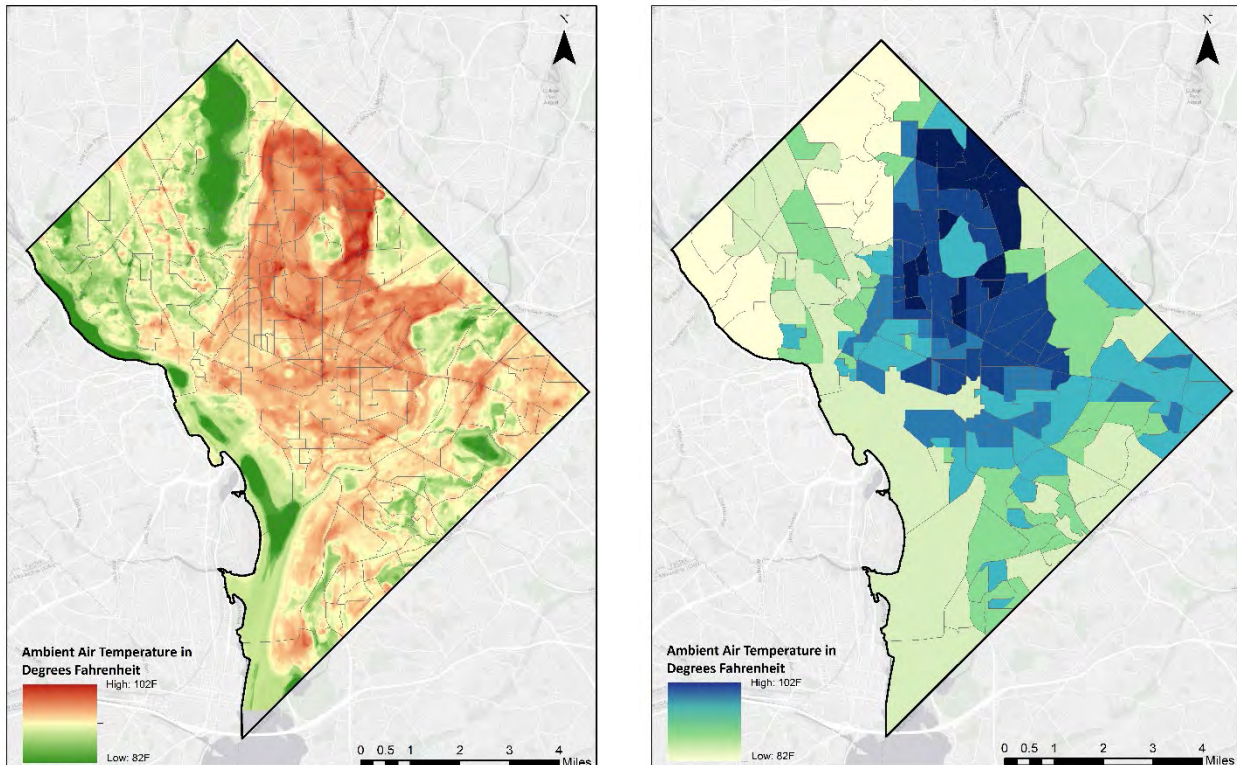 N
Ambient Air Temperature in
Degrees Fahrenheit
High: 102F
Low: 82F
0 0.5 1 2 3 4
Miles
N
Ambient Air Temperature in
Degrees Fahrenheit
High: 102F
Low: 82F
0 0.5 1 2 3 4
Miles